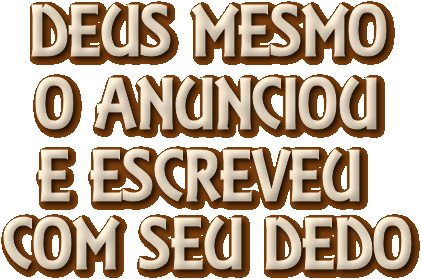 DEUS MESMO
O ANUNCIOU
E ESCREVEU
COM SEU DEDO